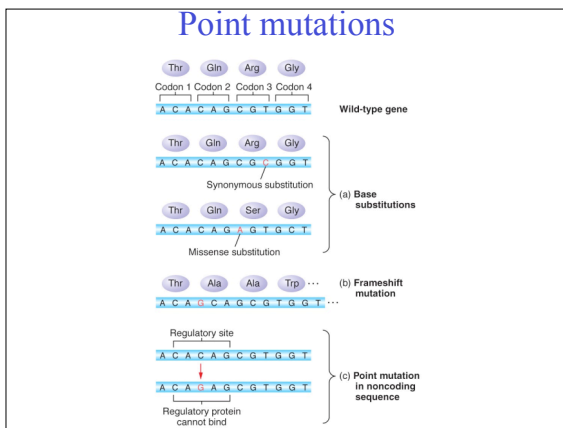 Point mutations
Thr Gln Arg Gly
Codon 1 Codon 2 Codon 3 Codon 4
A C A C A G C G T G G T
Wild-type gene
Thr Gln Arg Gly
A C A C A G C G C G G T
Synonymous substitution
(a) Base
substitutions
Thr Gln Ser Gly
A C A C A G A G T G C T
Missense substitution
Thr Ala Ala Trp ···
A C A G C A G C G T G G T ···
(b) Frameshift
mutation
Regulatory site
A C A C A G C G T G G T
A C A G A G C G T G G T
Regulatory protein
cannot bind
(c) Point mutation
in noncoding
sequence